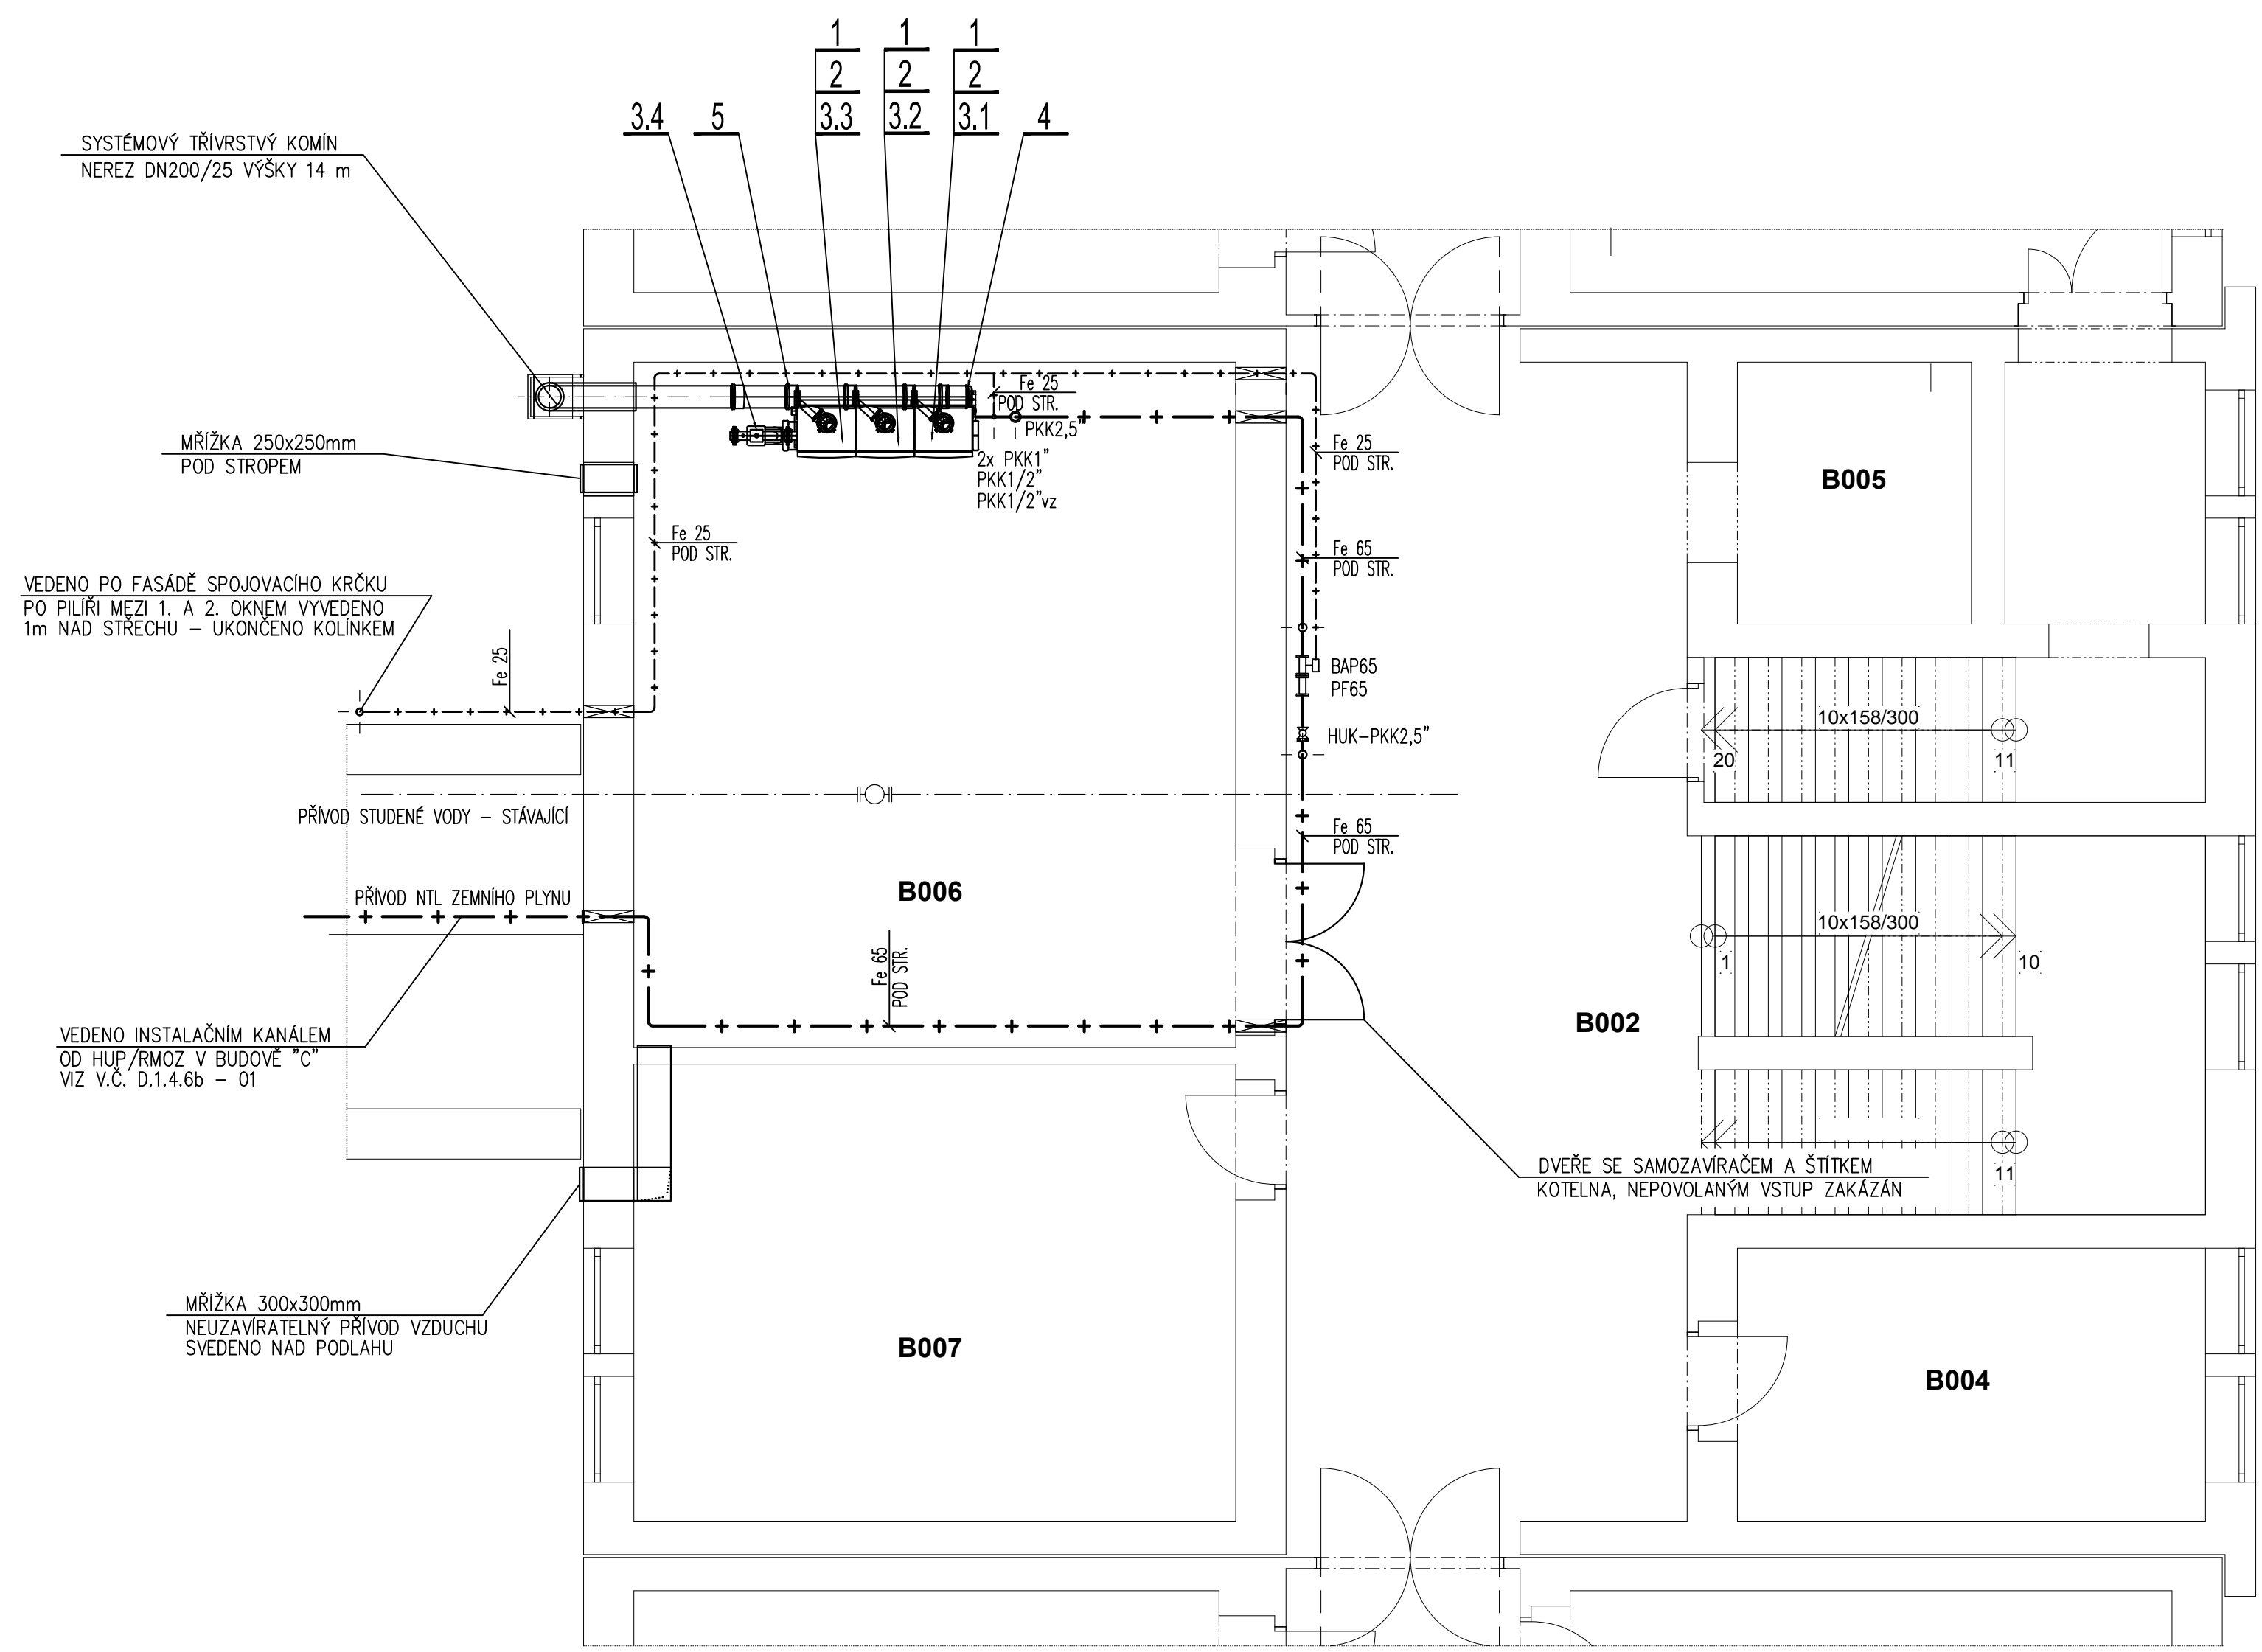 1
2
3.3
1
2
3.2
1
2
3.1
3.4
5
4
SYSTÉMOVÝ TŘÍVRSTVÝ KOMÍN
NEREZ DN200/25 VÝŠKY 14 m
MŘÍŽKA 250x250mm
POD STROPEM
Fe 25
POD STR.
PKK2,5"
2x PKK1"
PKK1/2"
PKK1/2"vz
Fe 25
POD STR.
B005
Fe 25
POD STR.
Fe 65
POD STR.
VEDENO PO FASÁDĚ SPOJOVACÍHO KRČKU
PO PILÍŘI MEZI 1. A 2. OKNEM VYVEDENO
1m NAD STŘECHU – UKONČENO KOLÍNKEM
Fe 25
BAP65
PF65
HUK–PKK2,5"
10x158/300
20
11
PŘÍVOD STUDENÉ VODY – STÁVAJÍCÍ
Fe 65
POD STR.
PŘÍVOD NTL ZEMNÍHO PLYNU
B006
Fe 65
POD STR.
10x158/300
1
10
B002
VEDENO INSTALAČNÍM KANÁLEM
OD HUP/RMOZ V BUDOVĚ "C"
VIZ V.Č. D.1.4.6b – 01
DVEŘE SE SAMOZAVÍRAČEM A ŠTÍTKEM
KOTELNA, NEPOVOLANÝM VSTUP ZAKÁZÁN
11
MŘÍŽKA 300x300mm
NEUZAVÍRATELNÝ PŘÍVOD VZDUCHU
SVEDENO NAD PODLAHU
B007
B004